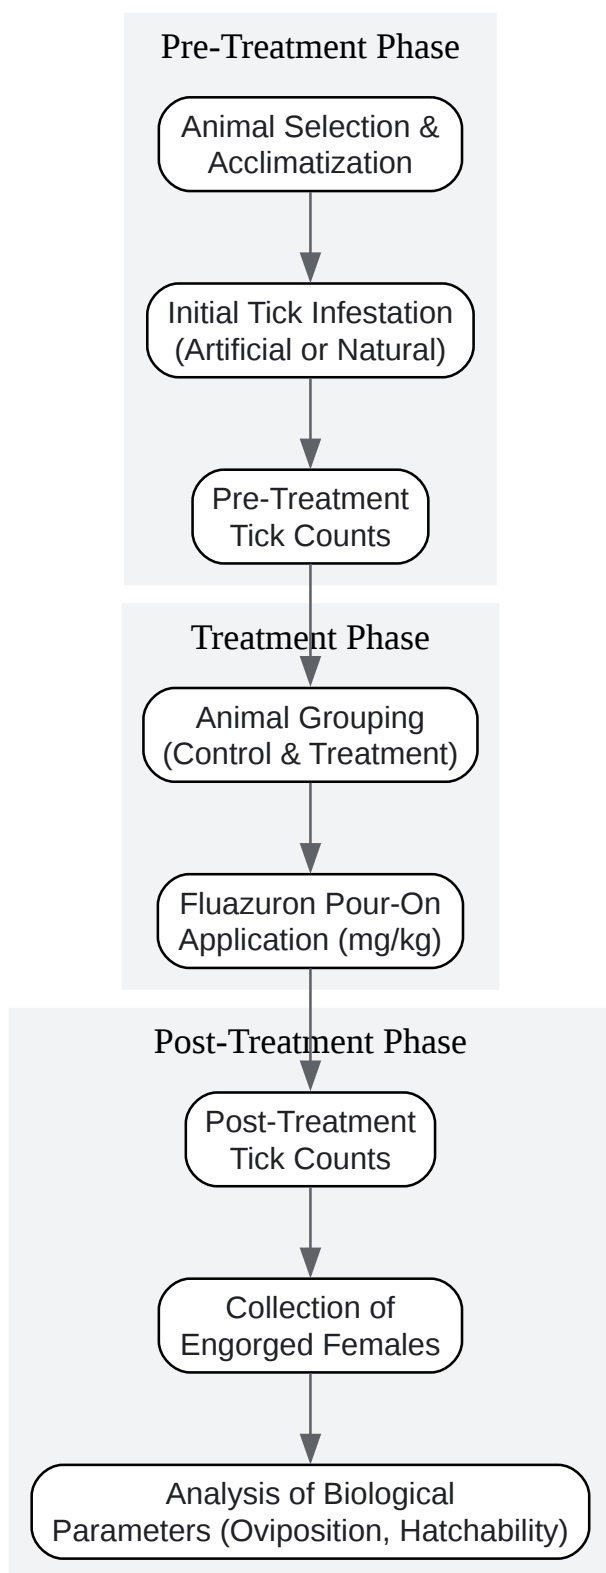 Pre-Treatment Phase
Animal Selection &
Acclimatization
Initial Tick Infestation
(Artificial or Natural)
Pre-Treatment
Tick Counts
Treatment Phase
Animal Grouping
(Control & Treatment)
Fluazuron Pour-On
Application (mg/kg)
Post-Treatment Phase
Post-Treatment
Tick Counts
Collection of
Engorged Females
Analysis of Biological
Parameters (Oviposition, Hatchability)